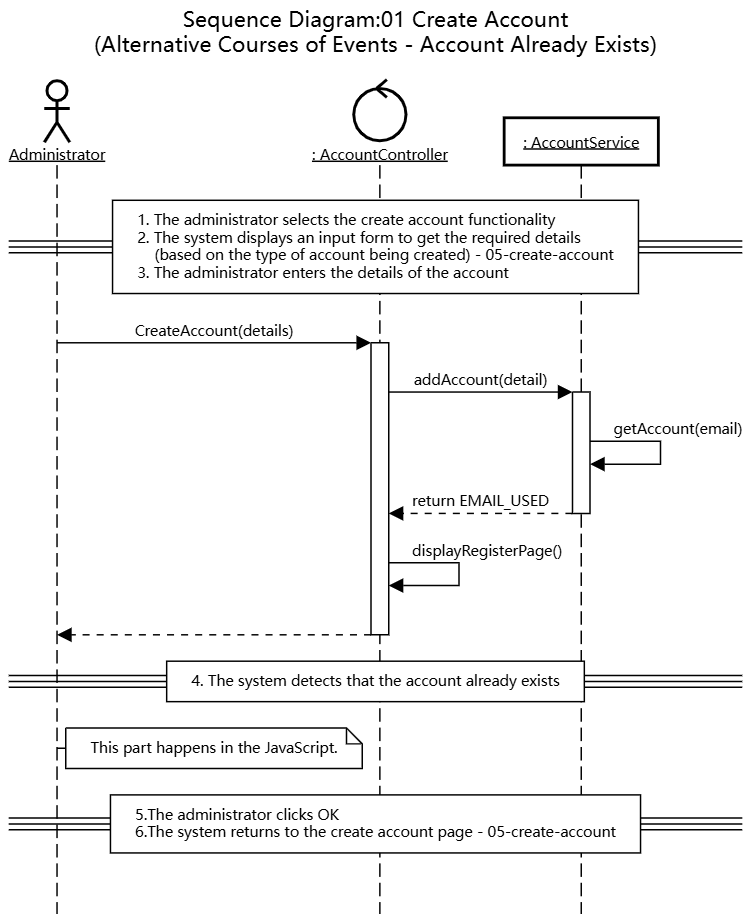 Sequence Diagram:01 Create Account
(Alternative Courses of Events - Account Already Exists)
Administrator
: AccountController
: AccountService
1. The administrator selects the create account functionality
2. The system displays an input form to get the required details
(based on the type of account being created) - 05-create-account
3. The administrator enters the details of the account
CreateAccount(details)
addAccount(detail)
getAccount(email)
return EMAIL_USED
displayRegisterPage()
4. The system detects that the account already exists
This part happens in the JavaScript.
5.The administrator clicks OK
6.The system returns to the create account page - 05-create-account